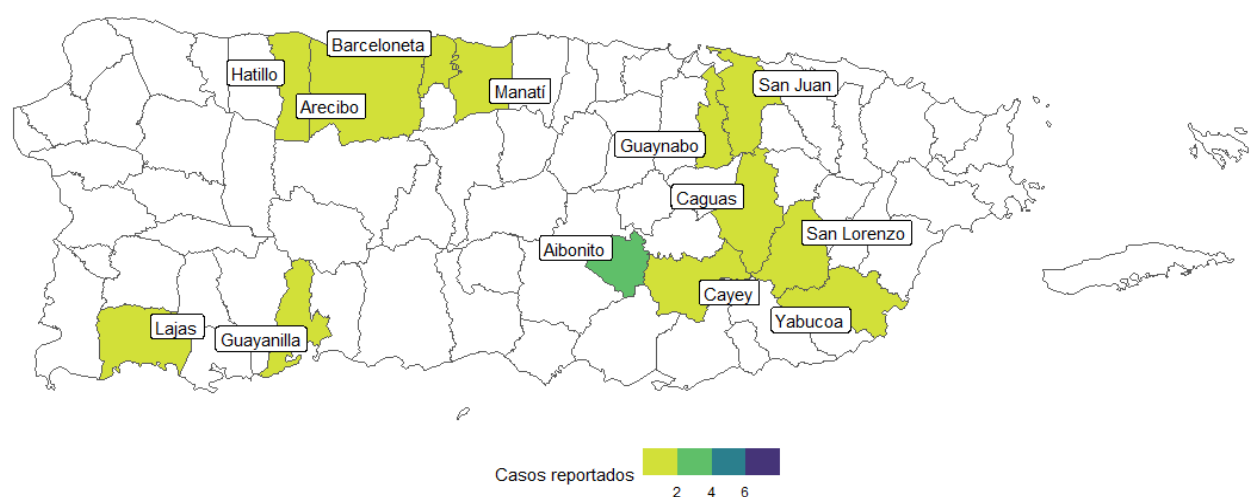 Barceloneta
Hatillo
Arecibo
Manatí
San Juan
Guaynabo
Caguas
San Lorenzo
Aibonito
Cayey
Yabucoa
Lajas
Guayanilla
Casos reportados
2 4 6